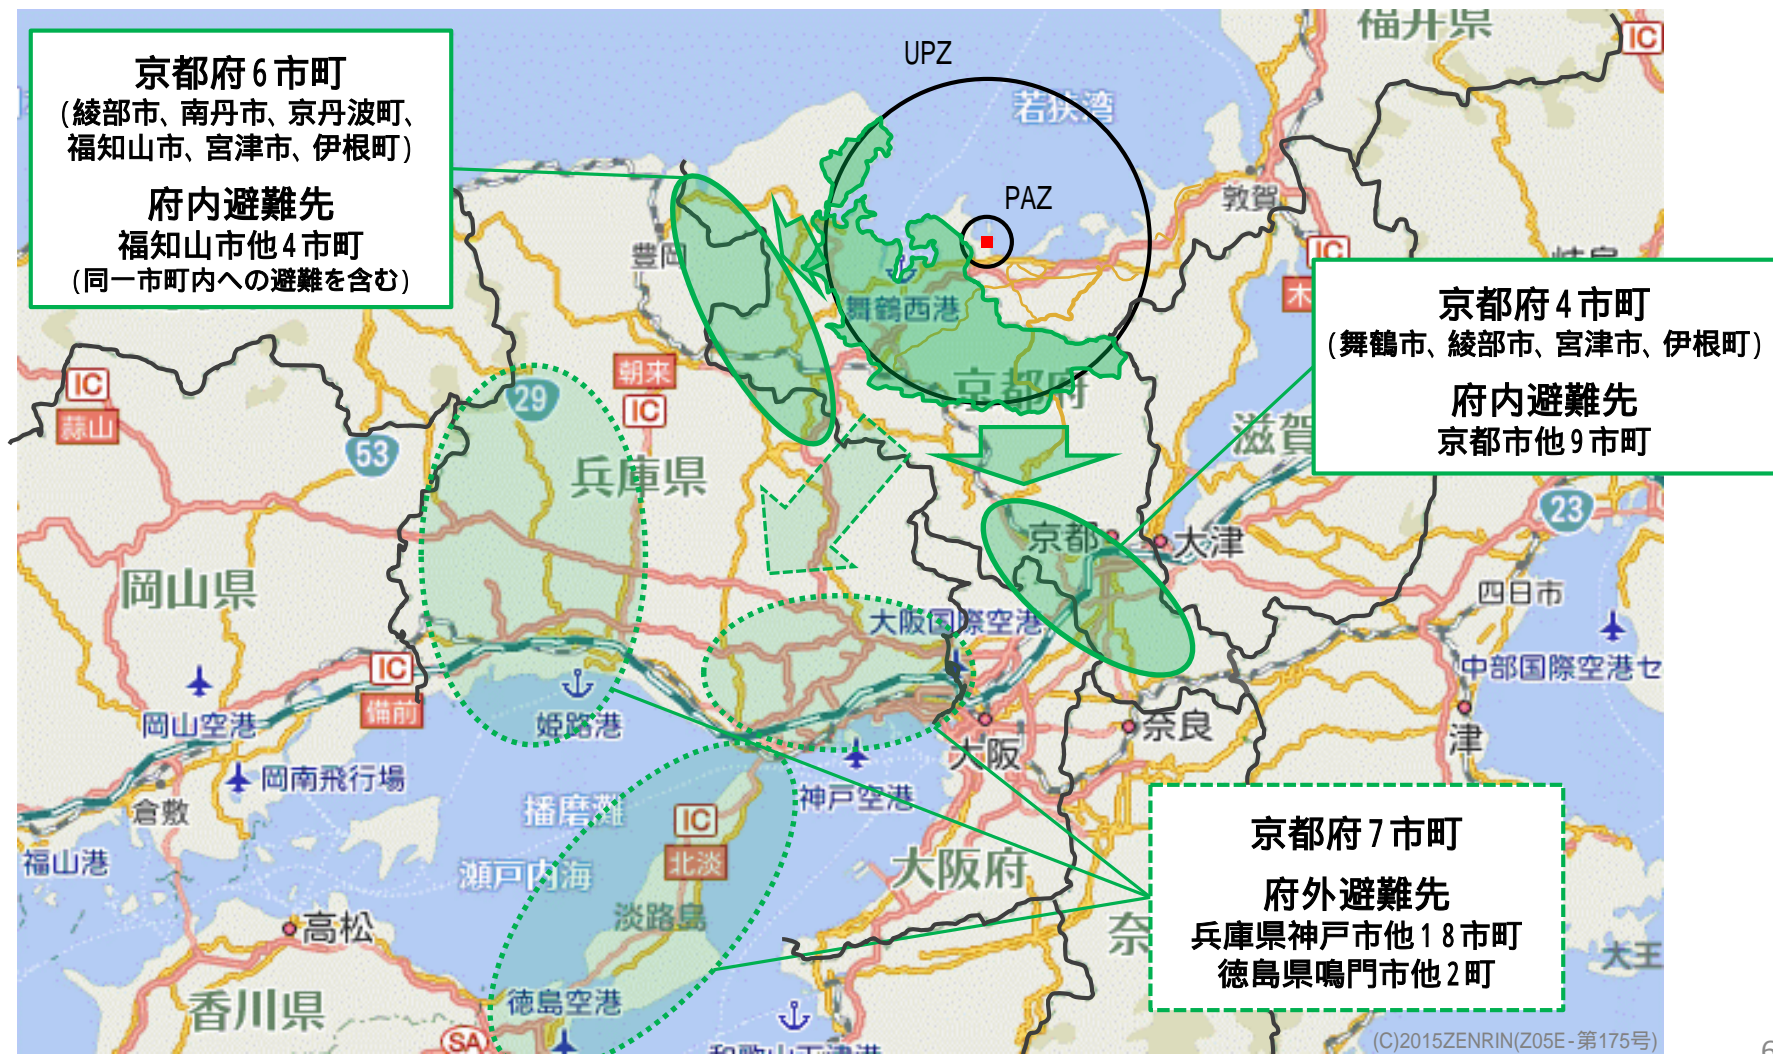 京都府6市町
(綾部市、南丹市、京丹波町、
福知山市、宮津市、伊根町)
府内避難先
福知山市他4市町
(同一市町内への避難を含む)
UPZ
PAZ
若狭湾
福井県
IC
敦賀
IC
木
豊岡
舞鶴西港
京都府4市町
(舞鶴市、綾部市、宮津市、伊根町)
府内避難先
京都市他9市町
朝来
IC
IC
蒜山
29
53
京都府
滋賀
兵庫県
23
京都
大津
岡山県
四日市
大阪国際空港
中部国際空港セ
IC
備前
岡山空港
姫路港
大阪
奈良
津
岡南飛行場
倉敷
神戸空港
播磨灘
IC
北淡
福山港
瀬戸内海
大阪府
淡路島
高松
奈
大王
京都府7市町
府外避難先
兵庫県神戸市他18市町
徳島県鳴門市他2町
香川県
徳島空港
SA
(C)2015ZENRIN(Z05E-第175号)
6